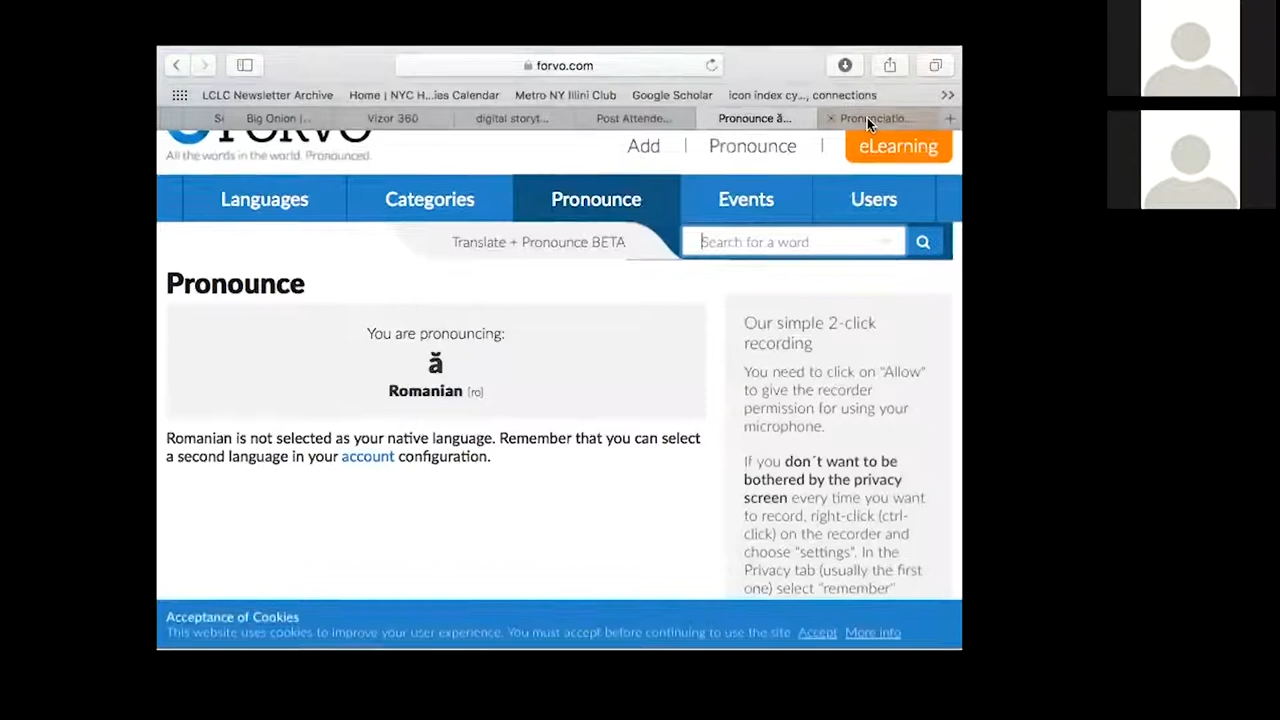 forvo.com
LCLC Newsletter Archive Home | NYC H...ies Calendar Metro NY Illini Club Google Scholar icon index cy..., connections >>
Big Onion |... Vizor 360 digital storyt... Post Attende... Pronounce ă... × Pronunciatio... +
FORVO
All the words in the world. Pronounced.
Add | Pronounce | eLearning
Languages Categories Pronounce Events Users
Translate + Pronounce BETA Search for a word
Pronounce
You are pronouncing:
ă
Romanian [ro]
Romanian is not selected as your native language. Remember that you can select
a second language in your account configuration.
Our simple 2-click
recording
You need to click on "Allow"
to give the recorder
permission for using your
microphone.
If you don´t want to be
bothered by the privacy
screen every time you want
to record, right-click (ctrl-
click) on the recorder and
choose "settings". In the
Privacy tab (usually the first
one) select "remember"
Acceptance of Cookies
This website uses cookies to improve your user experience. You must accept before continuing to use the site Accept More info